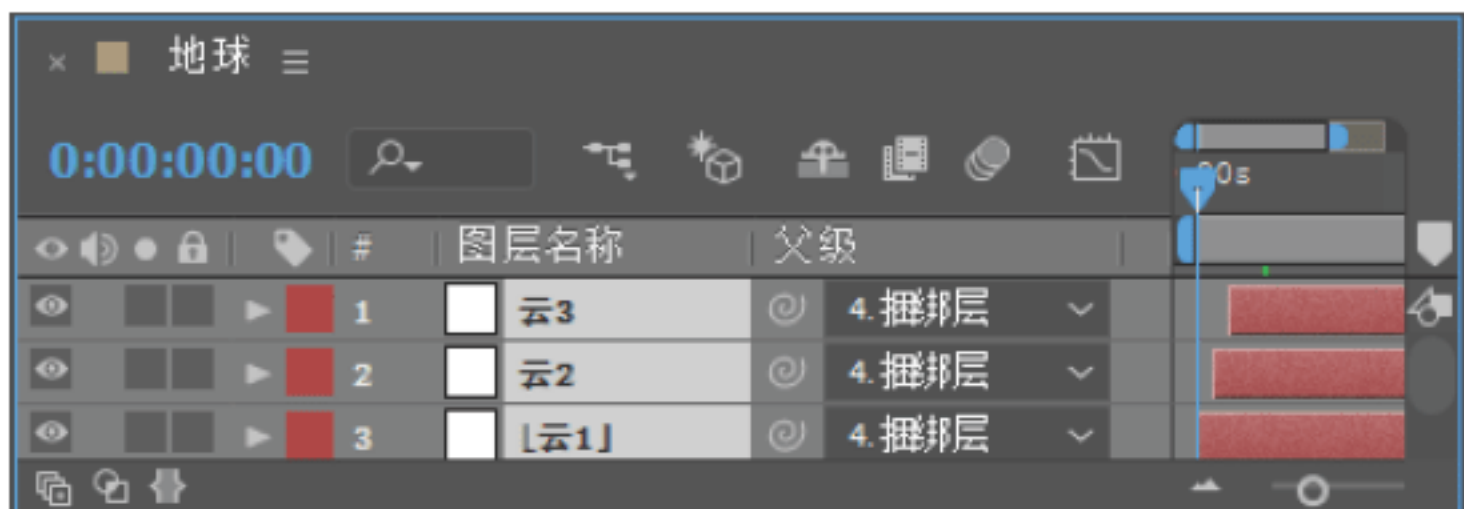 × 地球
0:00:00:00
:00s
# 图层名称 父级
1 云3 4.捆绑层
2 云2 4.捆绑层
3 [云1] 4.捆绑层